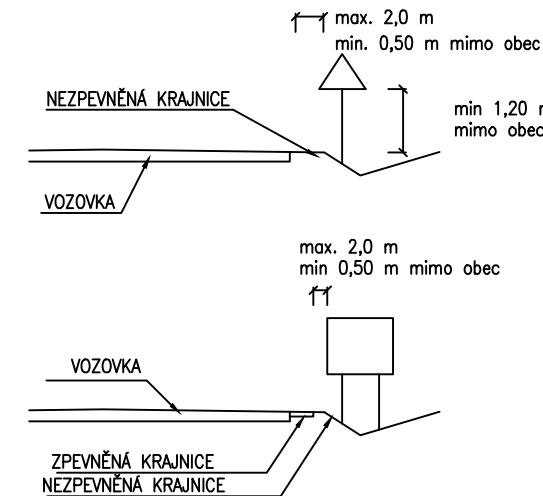 max. 2,0 m
min. 0,50 m mimo obec
NEZPEVNĚNÁ KRAJNICE
min 1,20 m
mimo obec
VOZOVKA
max. 2,0 m
min 0,50 m mimo obec
VOZOVKA
ZPEVNĚNÁ KRAJNICE
NEZPEVNĚNÁ KRAJNICE